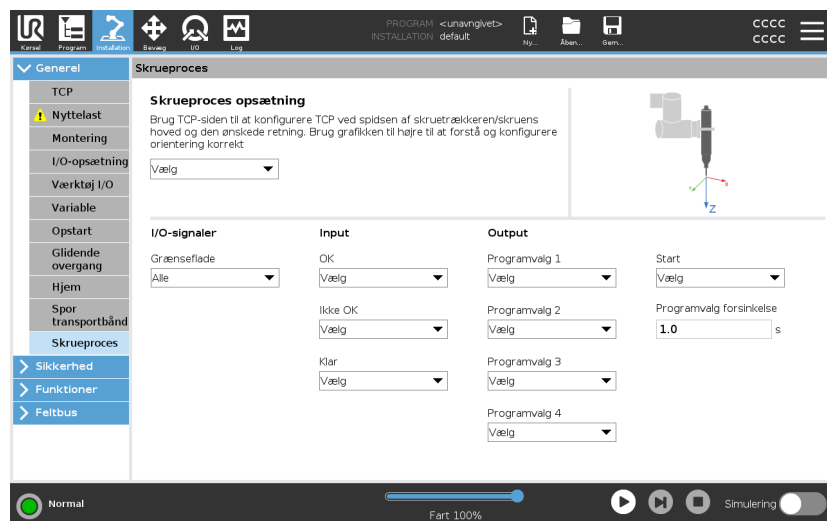 PROGRAM <unavngivet>
INSTALLATION default
CCCC
CCCC
Kørsel Program Installation Bevæg I/O Log Ny... Åben... Gem...
Generel
TCP
Nyttelast
Montering
I/O-opsætning
Værktøj I/O
Variable
Opstart
Glidende
overgang
Hjem
Spor
transportbånd
Skrueproces
Sikkerhed
Funktioner
Feltbus
Skrueproces
Skrueproces opsætning
Brug TCP-siden til at konfigurere TCP ved spidsen af skruetrækkeren/skruens
hoved og den ønskede retning. Brug grafikken til højre til at forstå og konfigurere
orientering korrekt
Vælg
Y
X
Z
I/O-signaler
Grænseflade
Alle
Input
OK
Vælg
Ikke OK
Vælg
Klar
Vælg
Output
Programvalg 1
Vælg
Programvalg 2
Vælg
Programvalg 3
Vælg
Programvalg 4
Vælg
Start
Vælg
Programvalg forsinkelse
1.0 s
Normal
Fart 100%
Simulering